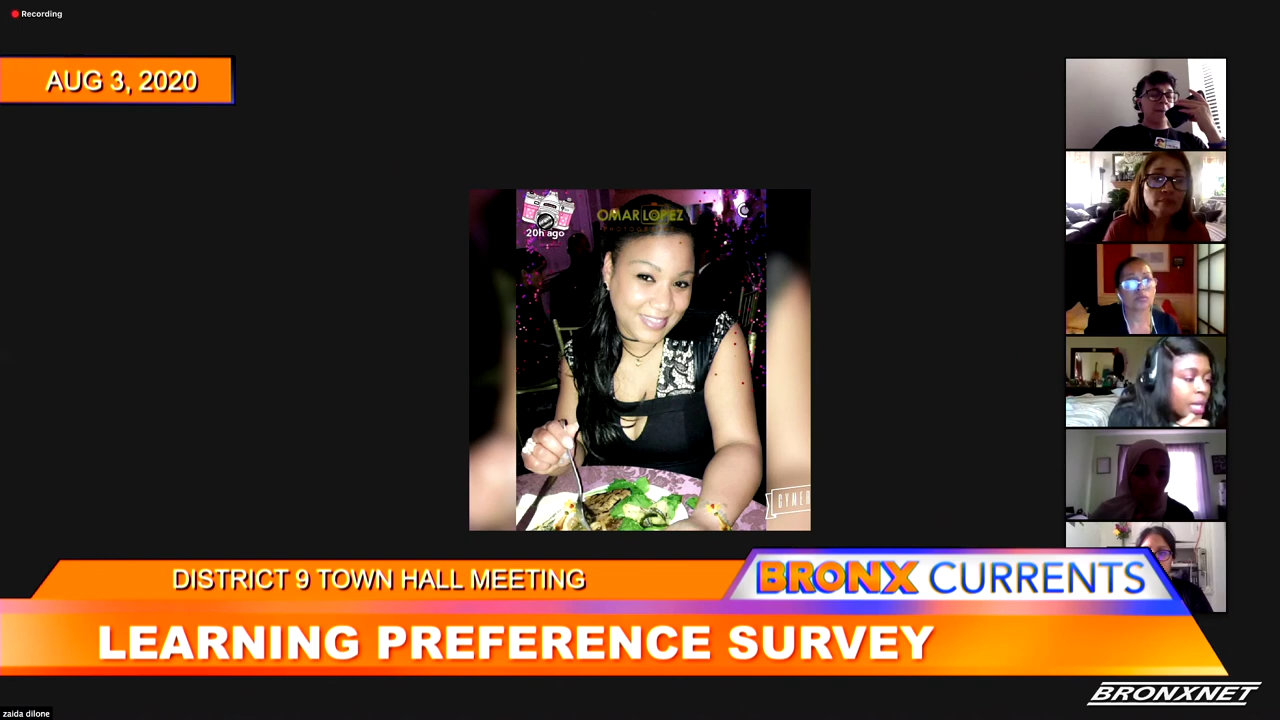 Recording
AUG 3, 2020
OMAR LOPEZ
20h ago
DISTRICT 9 TOWN HALL MEETING
BRONX CURRENTS
LEARNING PREFERENCE SURVEY
BRONXNET
zaida dilone